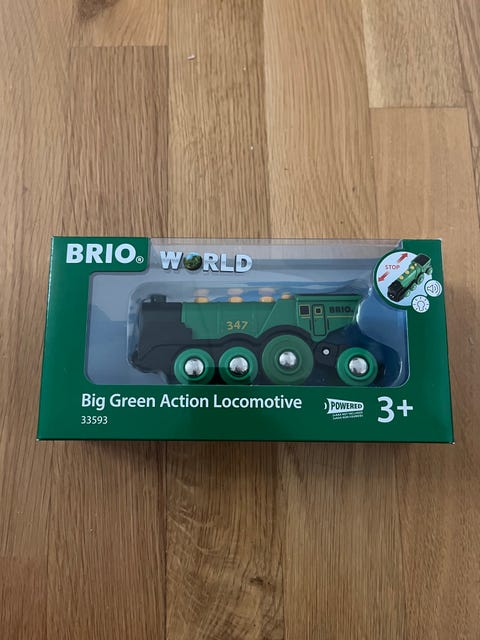 BRIO®
WORLD
STOP
347
BRIO®
Big Green Action Locomotive
33593
POWERED
3+